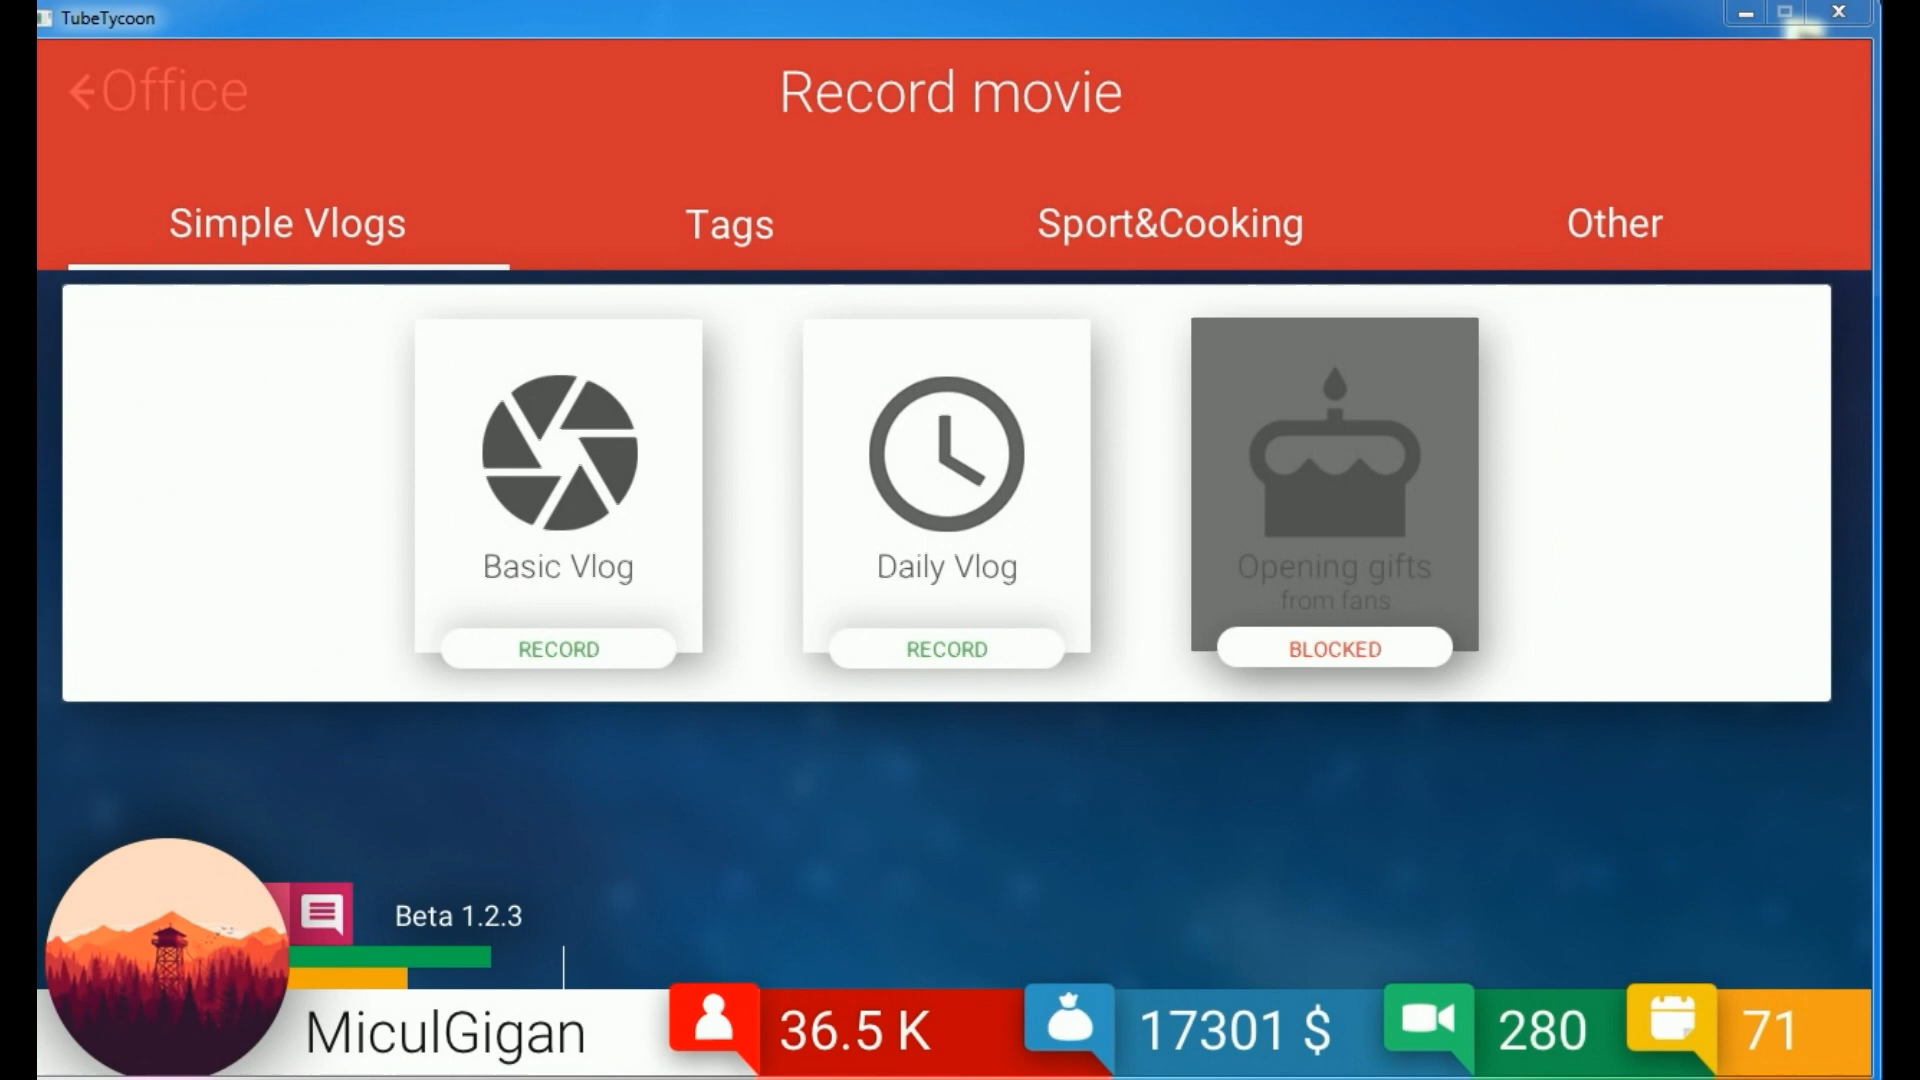 TubeTycoon
Office
Record movie
Simple Vlogs
Tags
Sport&Cooking
Other
Basic Vlog
RECORD
Daily Vlog
RECORD
Opening gifts
from fans
BLOCKED
Beta 1.2.3
MiculGigan
36.5 K
17301 $
280
71